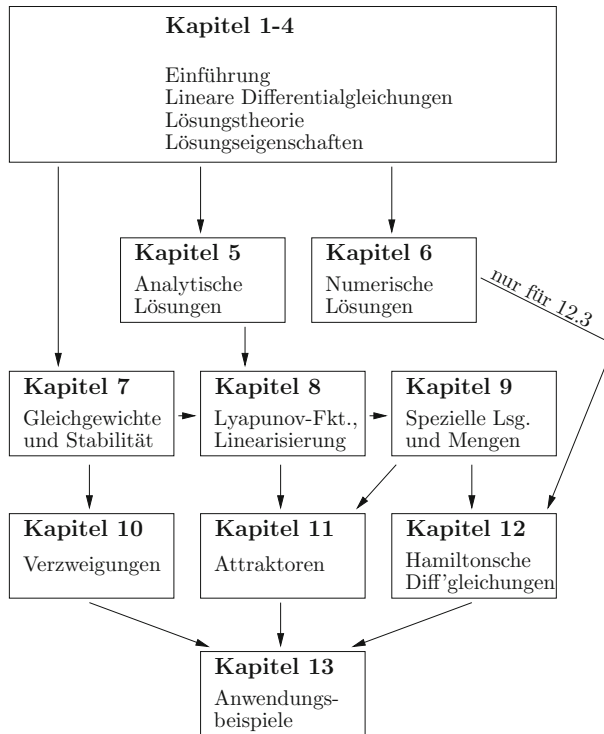 Kapitel 1-4
Einführung
Lineare Differentialgleichungen
Lösungstheorie
Lösungseigenschaften
Kapitel 5
Analytische
Lösungen
Kapitel 6
Numerische
Lösungen
nur für 12.3
Kapitel 7
Gleichgewichte
und Stabilität
Kapitel 8
Lyapunov-Fkt.,
Linearisierung
Kapitel 9
Spezielle Lsg.
und Mengen
Kapitel 10
Verzweigungen
Kapitel 11
Attraktoren
Kapitel 12
Hamiltonsche
Diff'gleichungen
Kapitel 13
Anwendungs-
beispiele